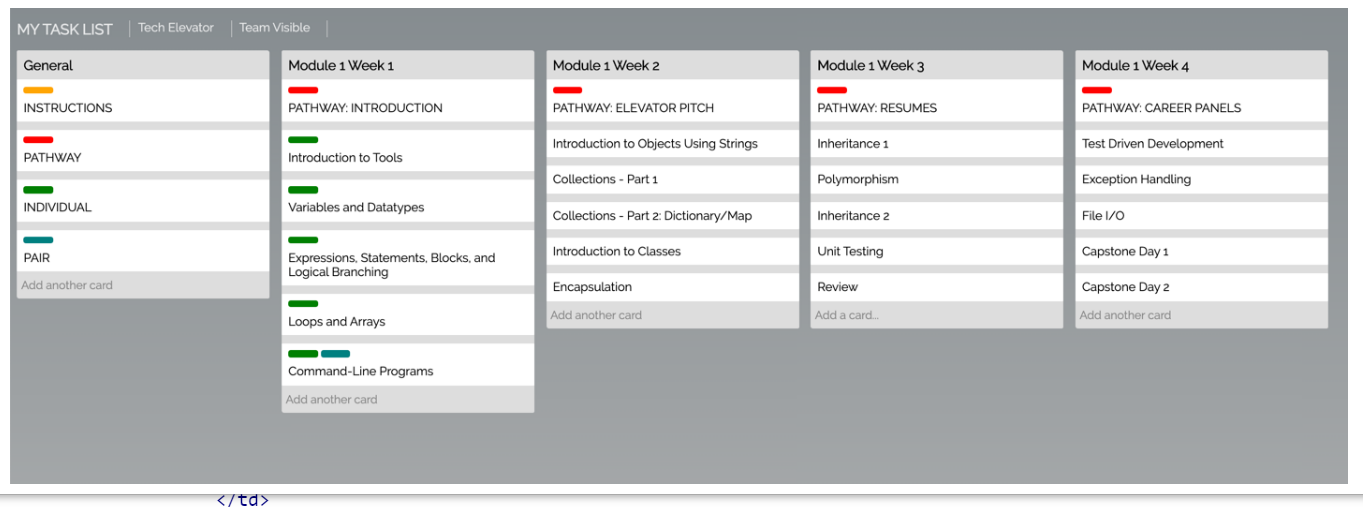 MY TASK LIST
Tech Elevator
Team Visible
General
INSTRUCTIONS
PATHWAY
INDIVIDUAL
PAIR
Add another card
Module 1 Week 1
PATHWAY: INTRODUCTION
Introduction to Tools
Variables and Datatypes
Expressions, Statements, Blocks, and
Logical Branching
Loops and Arrays
Command-Line Programs
Add another card
Module 1 Week 2
PATHWAY: ELEVATOR PITCH
Introduction to Objects Using Strings
Collections - Part 1
Collections - Part 2: Dictionary/Map
Introduction to Classes
Encapsulation
Add another card
Module 1 Week 3
PATHWAY: RESUMES
Inheritance 1
Polymorphism
Inheritance 2
Unit Testing
Review
Add a card...
Module 1 Week 4
PATHWAY: CAREER PANELS
Test Driven Development
Exception Handling
File I/O
Capstone Day 1
Capstone Day 2
Add another card
</td>